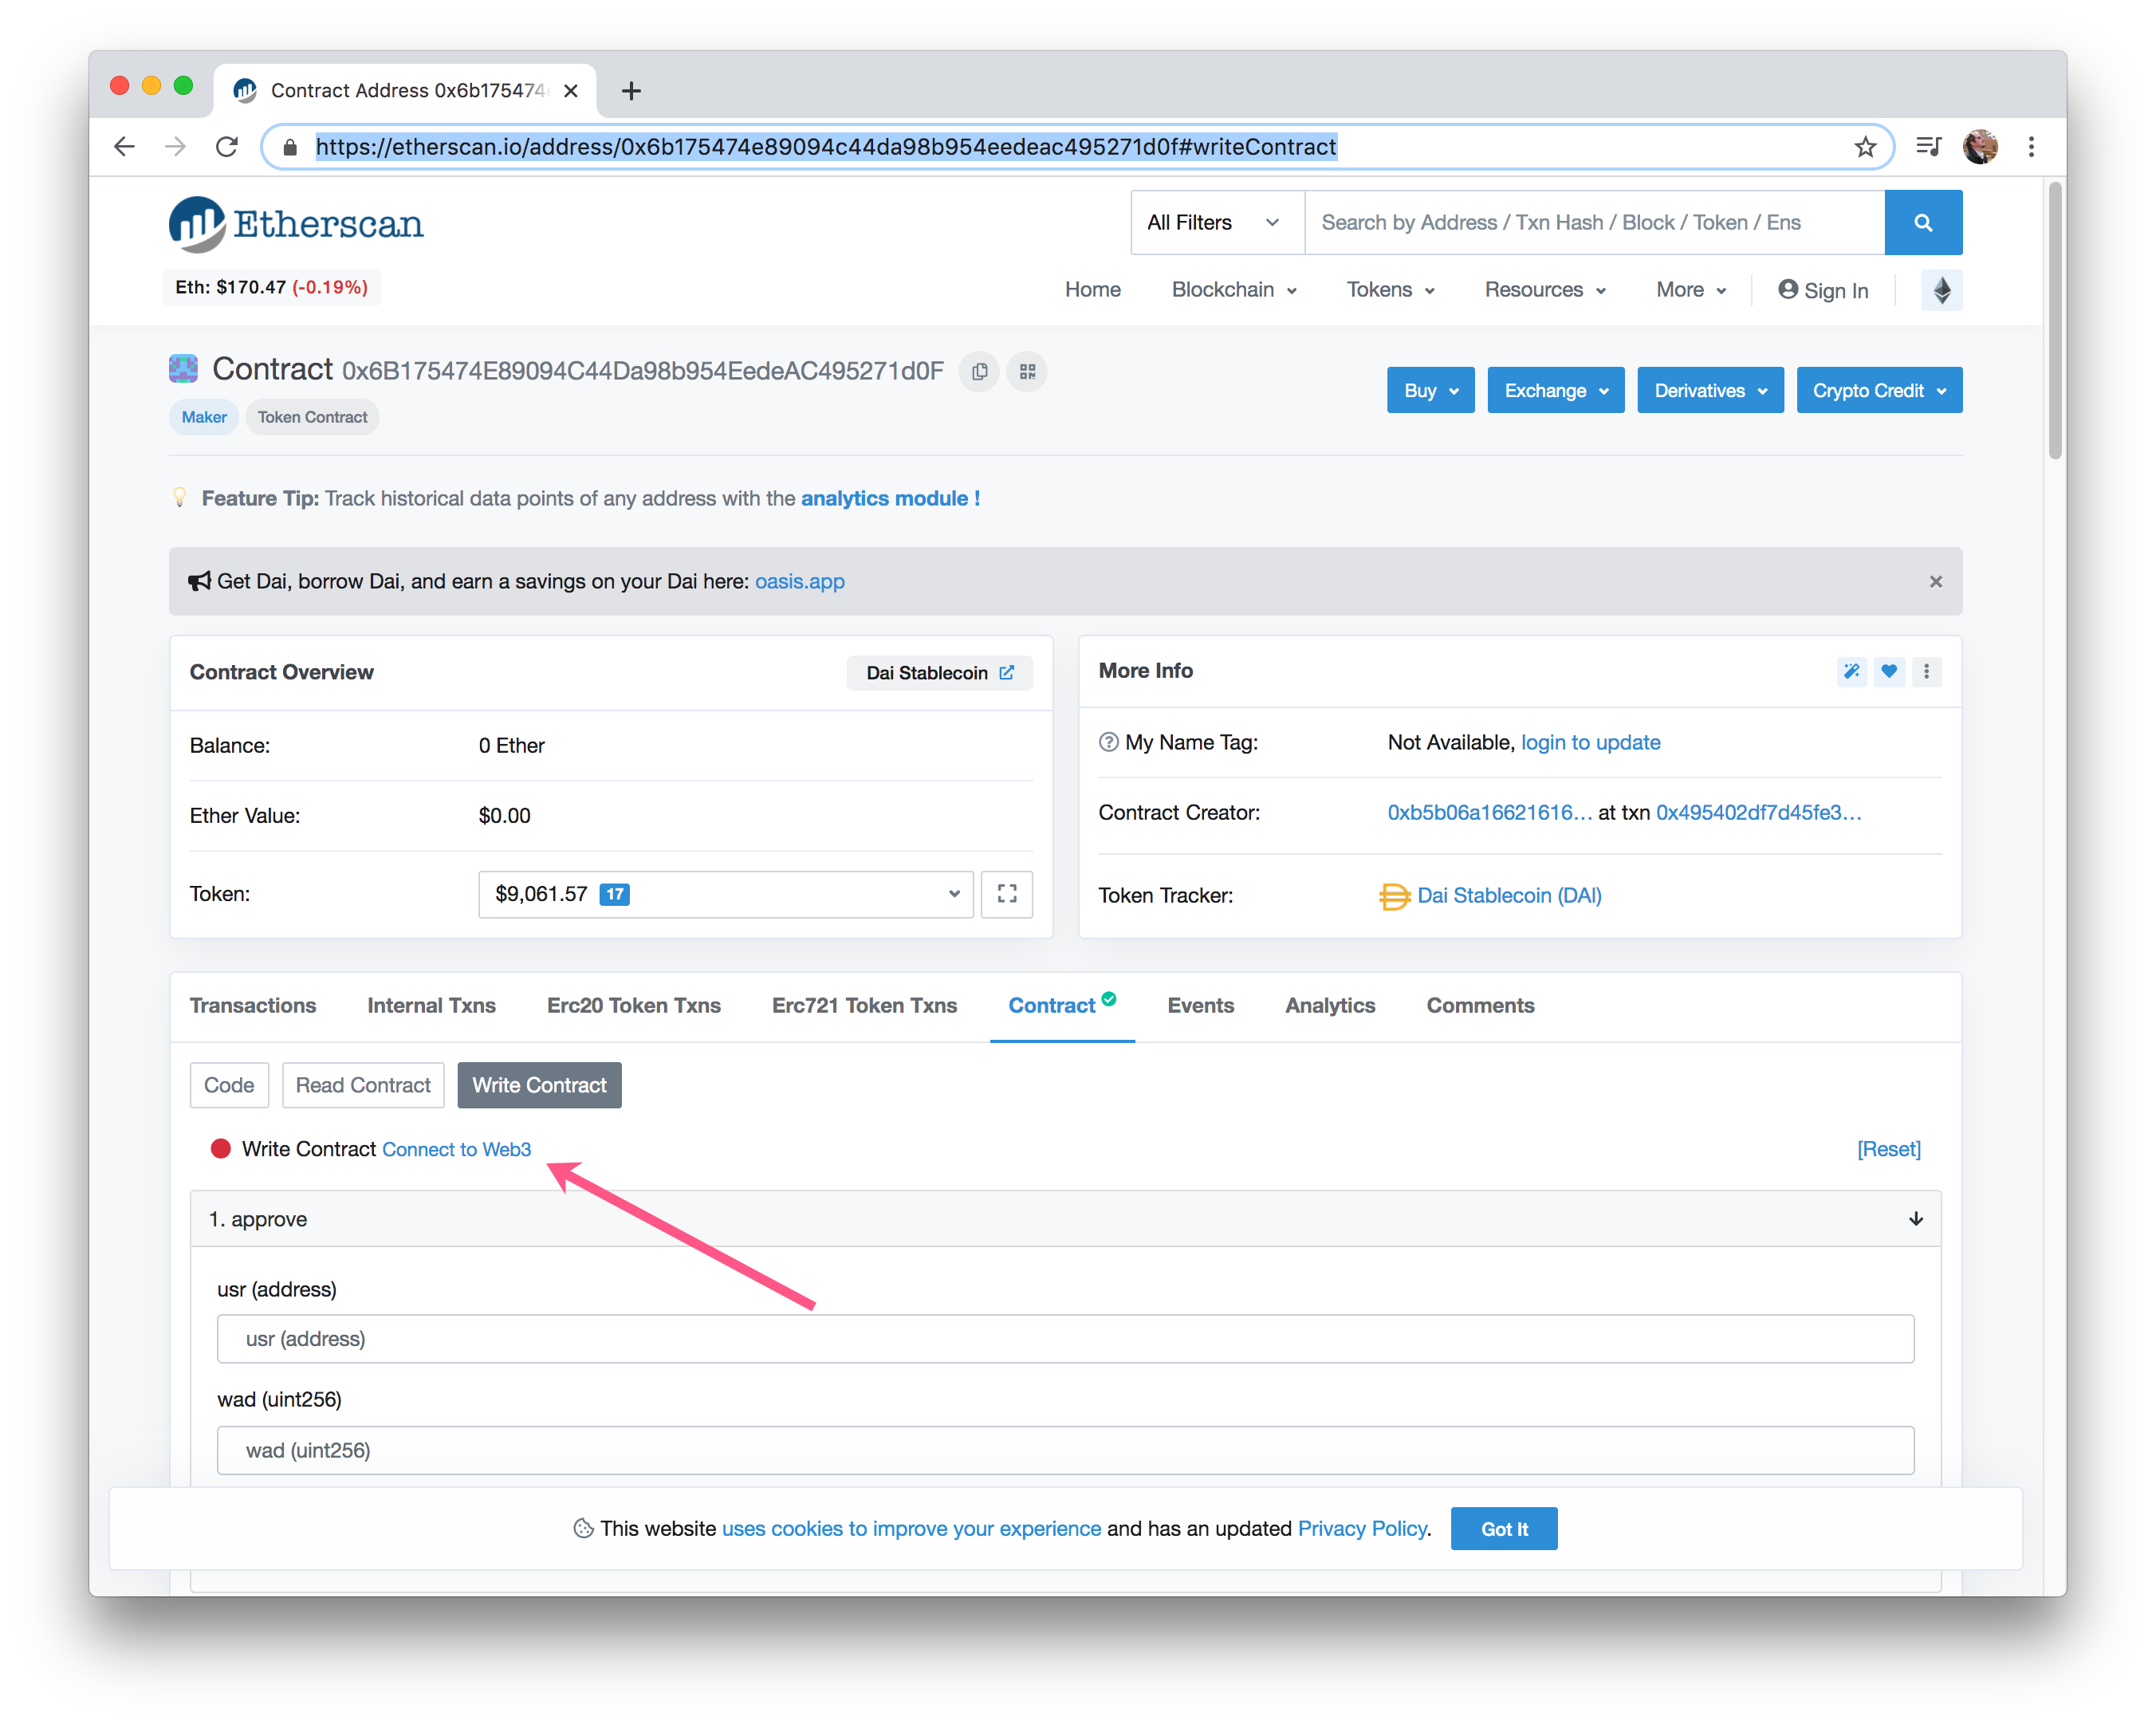 Contract Address 0x6b175474
https://etherscan.io/address/0x6b175474e89094c44da98b954eedeac495271d0f#writeContract
Etherscan
All Filters
Search by Address / Txn Hash / Block / Token / Ens
Eth: $170.47 (-0.19%)
Home Blockchain Tokens Resources More Sign In
Contract 0x6B175474E89094C44Da98b954EedeAC495271d0F
Buy Exchange Derivatives Crypto Credit
Maker Token Contract
Feature Tip: Track historical data points of any address with the analytics module !
Get Dai, borrow Dai, and earn a savings on your Dai here: oasis.app
Contract Overview
Dai Stablecoin
Balance: 0 Ether
Ether Value: $0.00
Token: $9,061.57 17
More Info
My Name Tag: Not Available, login to update
Contract Creator: 0xb5b06a16621616... at txn 0x495402df7d45fe3...
Token Tracker: Dai Stablecoin (DAI)
Transactions Internal Txns Erc20 Token Txns Erc721 Token Txns Contract Events Analytics Comments
Code Read Contract Write Contract
Write Contract Connect to Web3
[Reset]
1. approve
usr (address)
usr (address)
wad (uint256)
wad (uint256)
This website uses cookies to improve your experience and has an updated Privacy Policy.
Got It